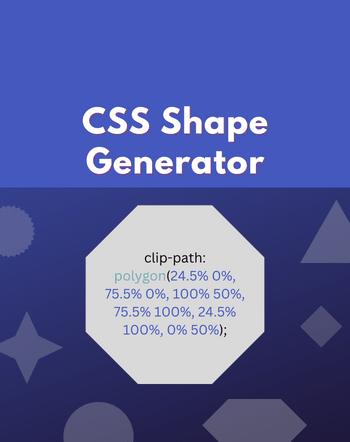 CSS Shape
Generator
clip-path:
polygon(24.5% 0%,
75.5% 0%, 100% 50%,
75.5% 100%, 24.5%
100%, 0% 50%);